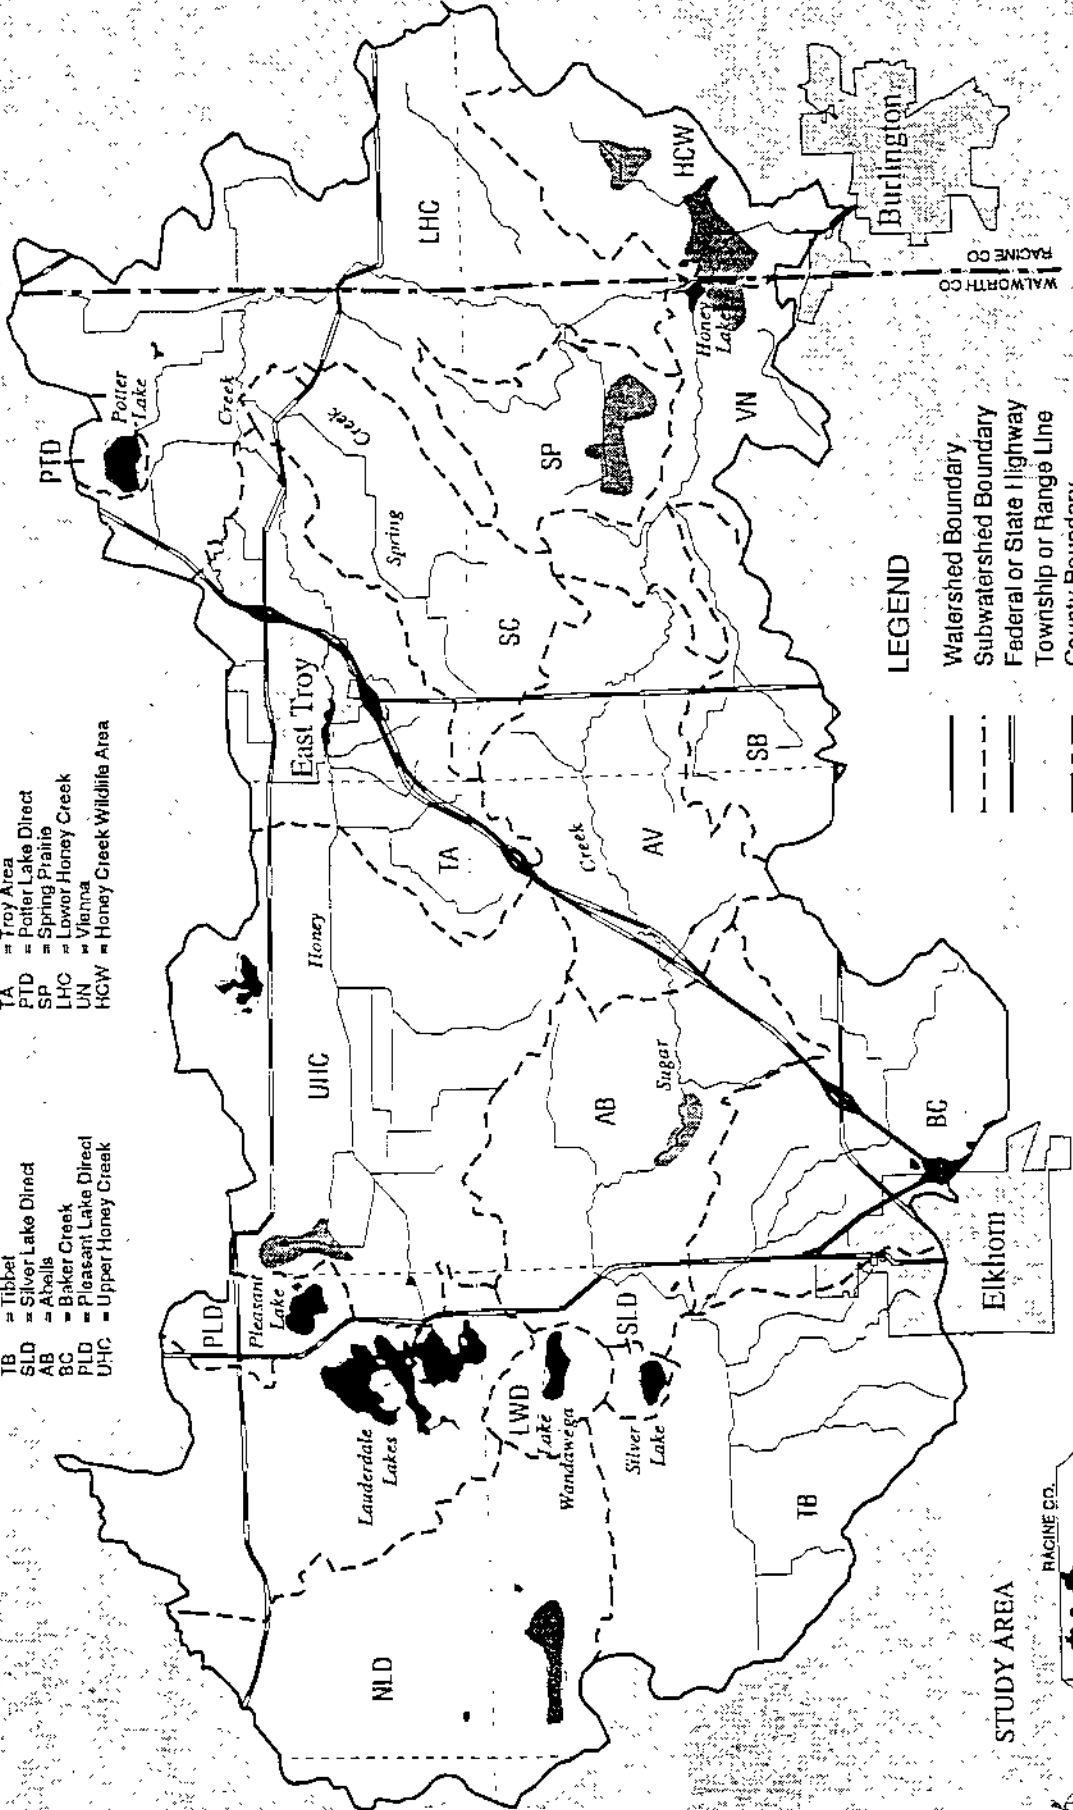 TB = Tibbet
SLD = Silver Lake Direct
AB = Abells
BC = Baker Creek
PLD = Pleasant Lake Direct
UHC = Upper Honey Creek
TA = Troy Area
PTD = Potter Lake Direct
SP = Spring Prairie
LHC = Lower Honey Creek
UN = Vienna
HCW = Honey Creek Wildlife Area
PTD
Potter
Lake
Creek
LHC
HCW
Creek
Spring
SP
SC
Honey
Lake
VN
Burlington
WALWORTH CO
RACINE CO
East Troy
TA
Honey
UHC
Creek
AV
SB
Sugar
AB
BC
Elkhorn
PLD
Pleasant
Lake
Lauderdale
Lakes
LWD
Lake
Wandawega
SLD
Silver
Lake
TB
NLD
LEGEND
Watershed Boundary
Subwatershed Boundary
Federal or State Highway
Township or Range Line
County Boundary
STUDY AREA
RACINE CO.